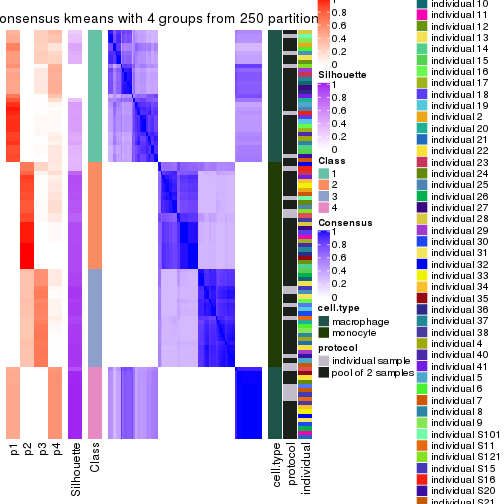 onsensus kmeans with 4 groups from 250 partition
0.8
0.6
0.4
0.2
0
Silhouette
1
0.8
0.6
0.4
0.2
0
Class
1
2
3
4
Consensus
1
0.8
0.6
0.4
0.2
0
cell.type
macrophage
monocyte
protocol
individual sample
pool of 2 samples
individual 10
individual 11
individual 12
individual 13
individual 14
individual 15
individual 16
individual 17
individual 18
individual 19
individual 2
individual 20
individual 21
individual 22
individual 23
individual 24
individual 25
individual 26
individual 27
individual 28
individual 29
individual 30
individual 31
individual 32
individual 33
individual 34
individual 35
individual 36
individual 37
individual 38
individual 4
individual 40
individual 41
individual 5
individual 6
individual 7
individual 8
individual 9
individual S101
individual S11
individual S121
individual S15
individual S16
individual S20
individual S21
p1
p2
p3
p4
Silhouette
Class
cell.type
protocol
individual